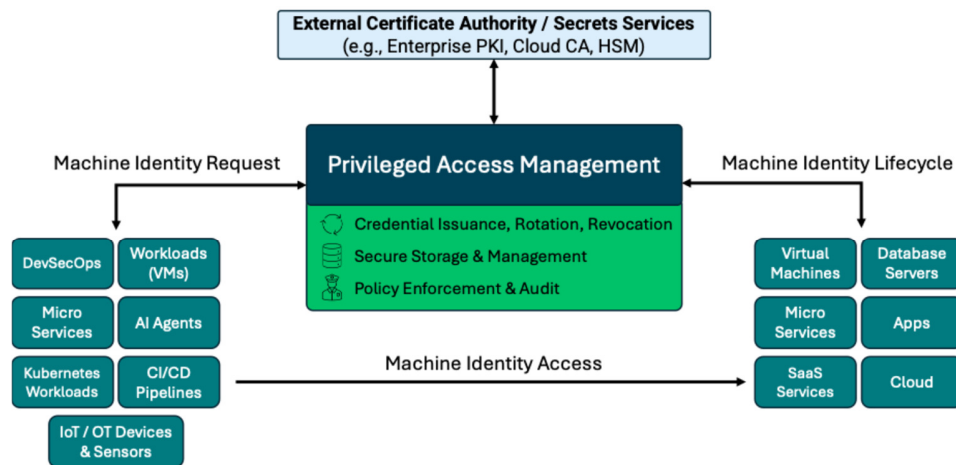 External Certificate Authority / Secrets Services
(e.g., Enterprise PKI, Cloud CA, HSM)
Machine Identity Request
Privileged Access Management
Machine Identity Lifecycle
Credential Issuance, Rotation, Revocation
Secure Storage & Management
Policy Enforcement & Audit
DevSecOps
Workloads
(VMs)
Micro
Services
AI Agents
Kubernetes
Workloads
CI/CD
Pipelines
IoT / OT Devices
& Sensors
Machine Identity Access
Virtual
Machines
Database
Servers
Micro
Services
Apps
SaaS
Services
Cloud